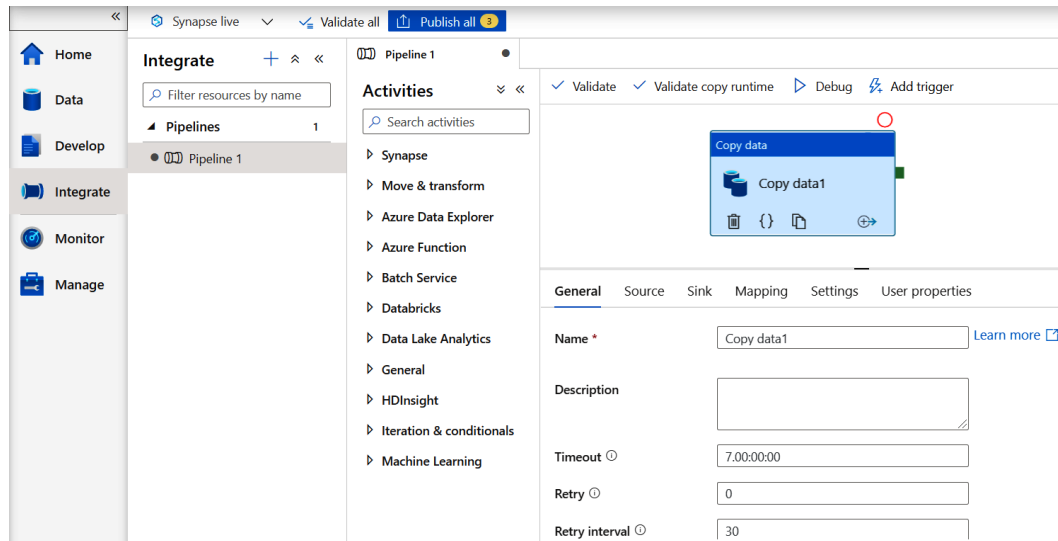 «
Synapse live
Validate all
Publish all 3
Home
Data
Develop
Integrate
Monitor
Manage
Integrate
Filter resources by name
Pipelines 1
Pipeline 1
Pipeline 1
Activities
Search activities
Synapse
Move & transform
Azure Data Explorer
Azure Function
Batch Service
Databricks
Data Lake Analytics
General
HDInsight
Iteration & conditionals
Machine Learning
Validate Validate copy runtime Debug Add trigger
Copy data
Copy data1
{}
General Source Sink Mapping Settings User properties
Name * Copy data1 Learn more
Description
Timeout 7.00:00:00
Retry 0
Retry interval 30